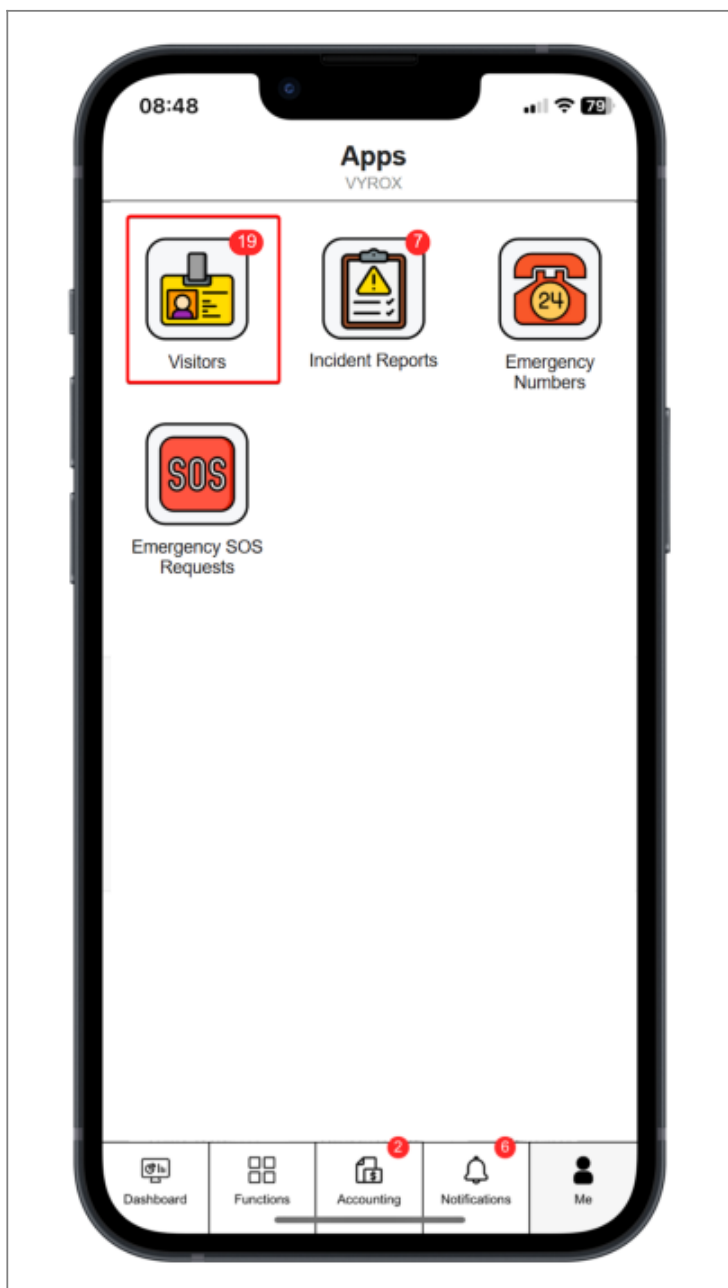 08:48
79
Apps
VYROX
19
7
24
Visitors
Incident Reports
Emergency
Numbers
SOS
Emergency SOS
Requests
2
6
$
Dashboard
Functions
Accounting
Notifications
Me